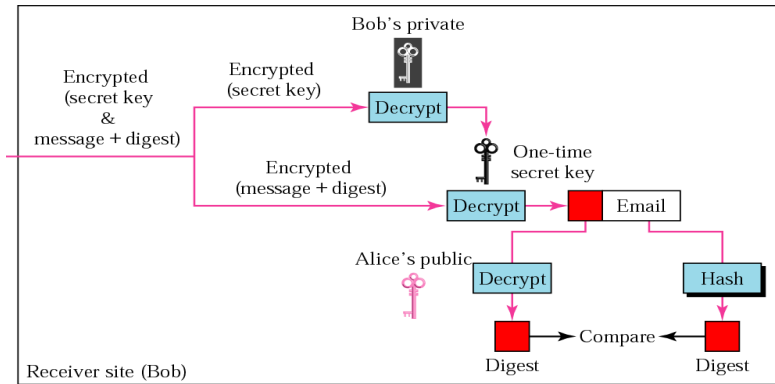 Bob's private
Encrypted
(secret key
&
message + digest)
Encrypted
(secret key)
Decrypt
One-time
secret key
Encrypted
(message + digest)
Decrypt
Email
Alice's public
Decrypt
Hash
Compare
Digest
Digest
Receiver site (Bob)